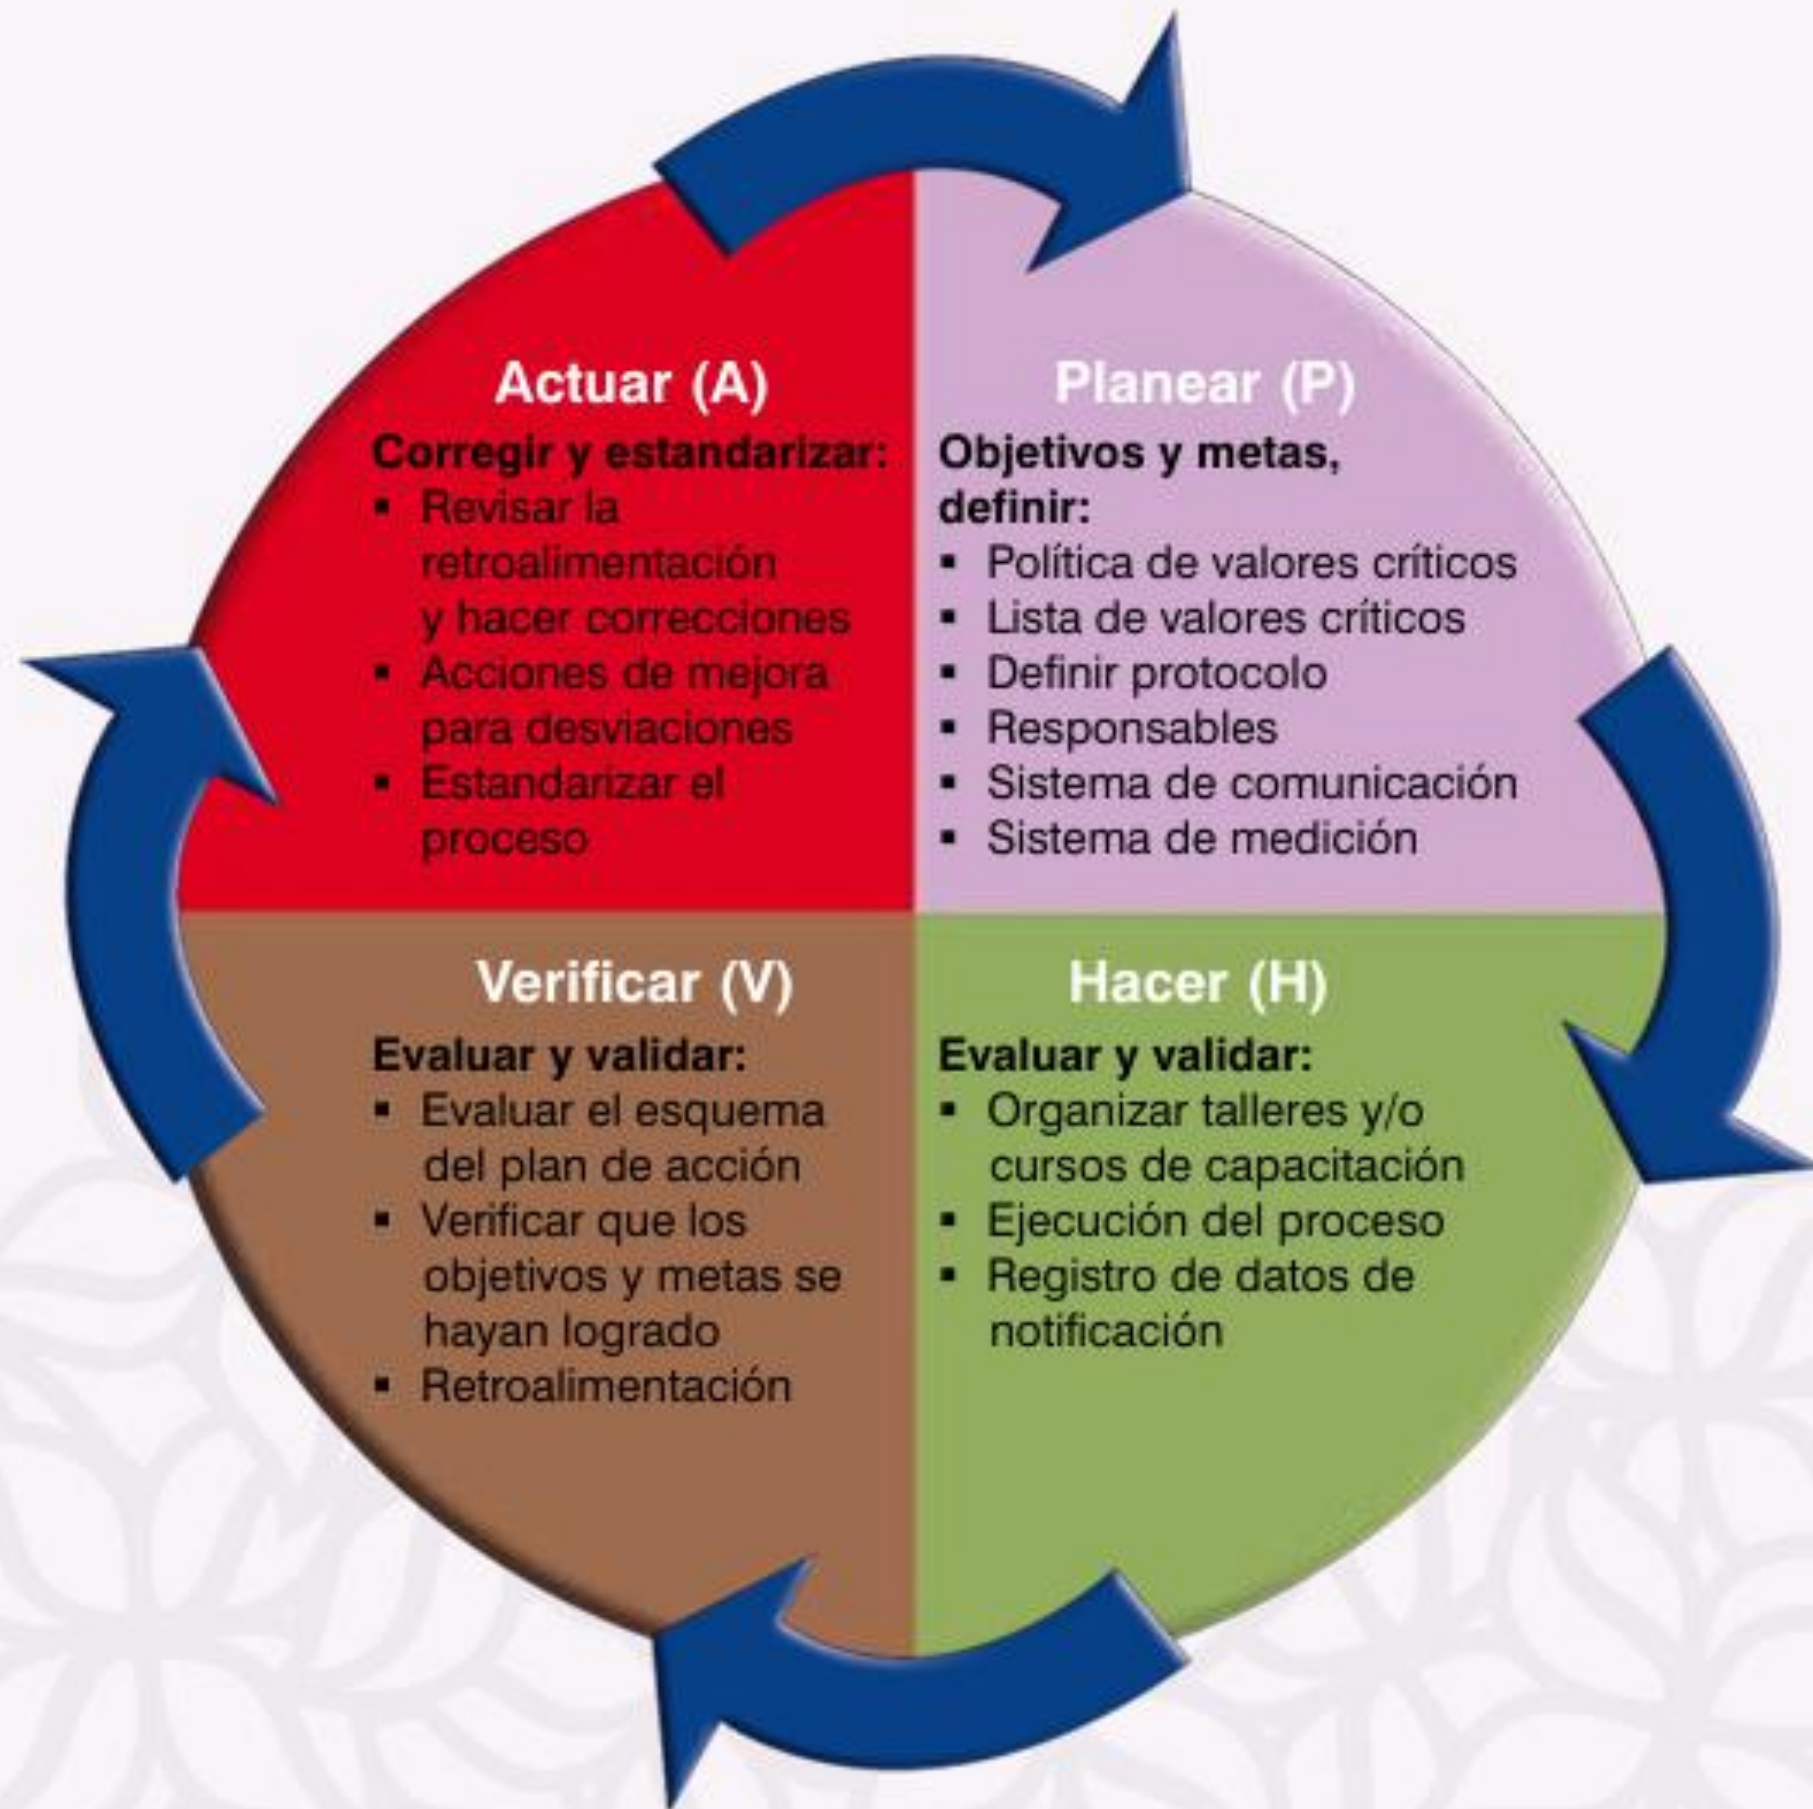 Actuar (A)
Corregir y estandarizar:
▪ Revisar la
retroalimentación
y hacer correcciones
▪ Acciones de mejora
para desviaciones
▪ Estandarizar el
proceso
Planear (P)
Objetivos y metas,
definir:
▪ Política de valores críticos
▪ Lista de valores críticos
▪ Definir protocolo
▪ Responsables
▪ Sistema de comunicación
▪ Sistema de medición
Verificar (V)
Evaluar y validar:
▪ Evaluar el esquema
del plan de acción
▪ Verificar que los
objetivos y metas se
hayan logrado
▪ Retroalimentación
Hacer (H)
Evaluar y validar:
▪ Organizar talleres y/o
cursos de capacitación
▪ Ejecución del proceso
▪ Registro de datos de
notificación